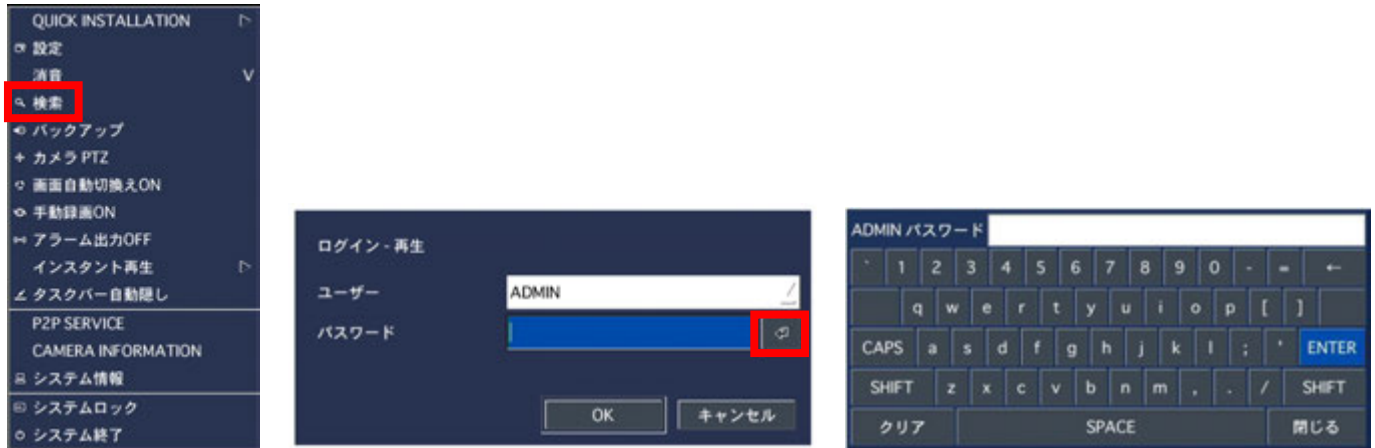 QUICK INSTALLATION
設定
消音 V
検索
バックアップ
カメラ PTZ
画面自動切換えON
手動録画ON
アラーム出力OFF
インスタント再生
タスクバー自動隠し
P2P SERVICE
CAMERA INFORMATION
システム情報
システムロック
システム終了
ログイン - 再生
ユーザー ADMIN
パスワード
OK キャンセル
ADMIN パスワード
` 1 2 3 4 5 6 7 8 9 0 - = ←
q w e r t y u i o p [ ]
CAPS a s d f g h j k l ; ' ENTER
SHIFT z x c v b n m , . / SHIFT
クリア SPACE 閉じる